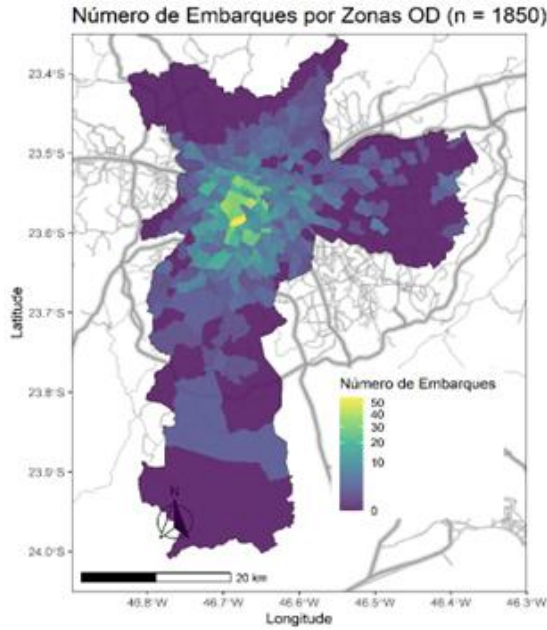 Número de Embarques por Zonas OD (n = 1850)
23.4°S
23.5°S
23.6°S
23.7°S
23.8°S
23.9°S
24.0°S
Latitude
Número de Embarques
50
40
30
20
10
0
N
20 km
46.8°W 46.7°W 46.6°W 46.5°W 46.4°W 46.3°W
Longitude